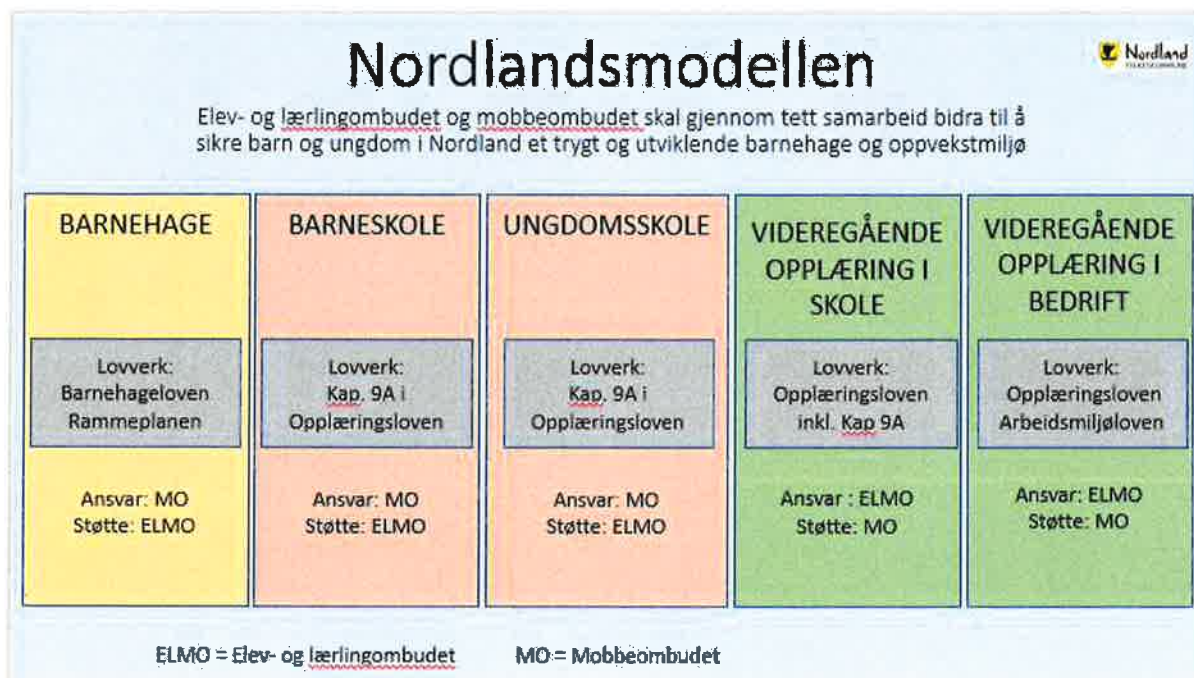 Nordlandsmodellen
Nordland
Elev- og lærlingombudet og mobbeombudet skal gjennom tett samarbeid bidra til å
sikre barn og ungdom i Nordland et trygt og utviklende barnehage og oppvekstmiljø
BARNEHAGE
Lovverk:
Barnehageloven
Rammeplanen
Ansvar: MO
Støtte: ELMO
BARNESKOLE
Lovverk:
Kap. 9A i
Opplæringsloven
Ansvar: MO
Støtte: ELMO
UNGDOMSSKOLE
Lovverk:
Kap. 9A i
Opplæringsloven
Ansvar: MO
Støtte: ELMO
VIDEREGÅENDE
OPPLÆRING I
SKOLE
Lovverk:
Opplæringsloven
inkl. Kap 9A
Ansvar : ELMO
Støtte: MO
VIDEREGÅENDE
OPPLÆRING I
BEDRIFT
Lovverk:
Opplæringsloven
Arbeidsmiljøloven
Ansvar: ELMO
Støtte: MO
ELMO = Elev- og lærlingombudet
MO = Mobbeombudet